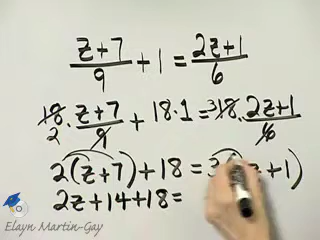 z+7/9 + 1 = 2z+1/6
18·z+7/9 + 18·1 = 18·2z+1/6
2 3
2(z+7)+18 = 3( z+1)
2z+14+18=
Elayn Martin-Gay